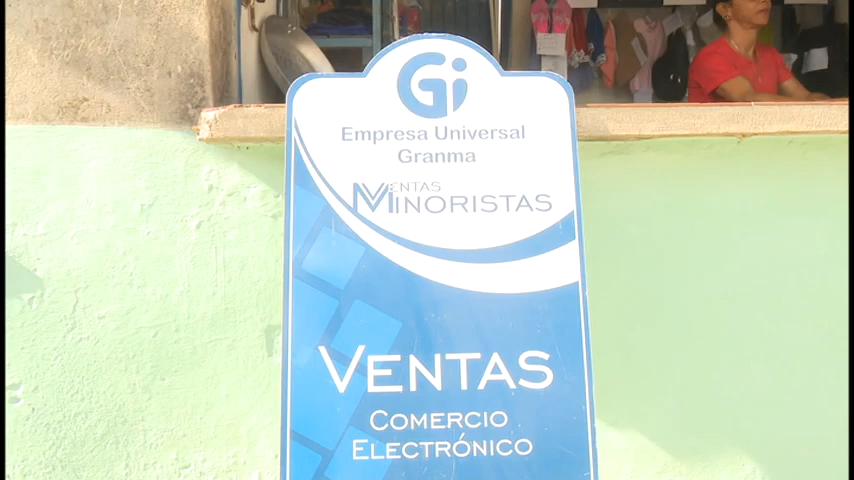 Gi
Empresa Universal
Granma
VENTAS
MINORISTAS
VENTAS
COMERCIO
ELECTRÓNICO